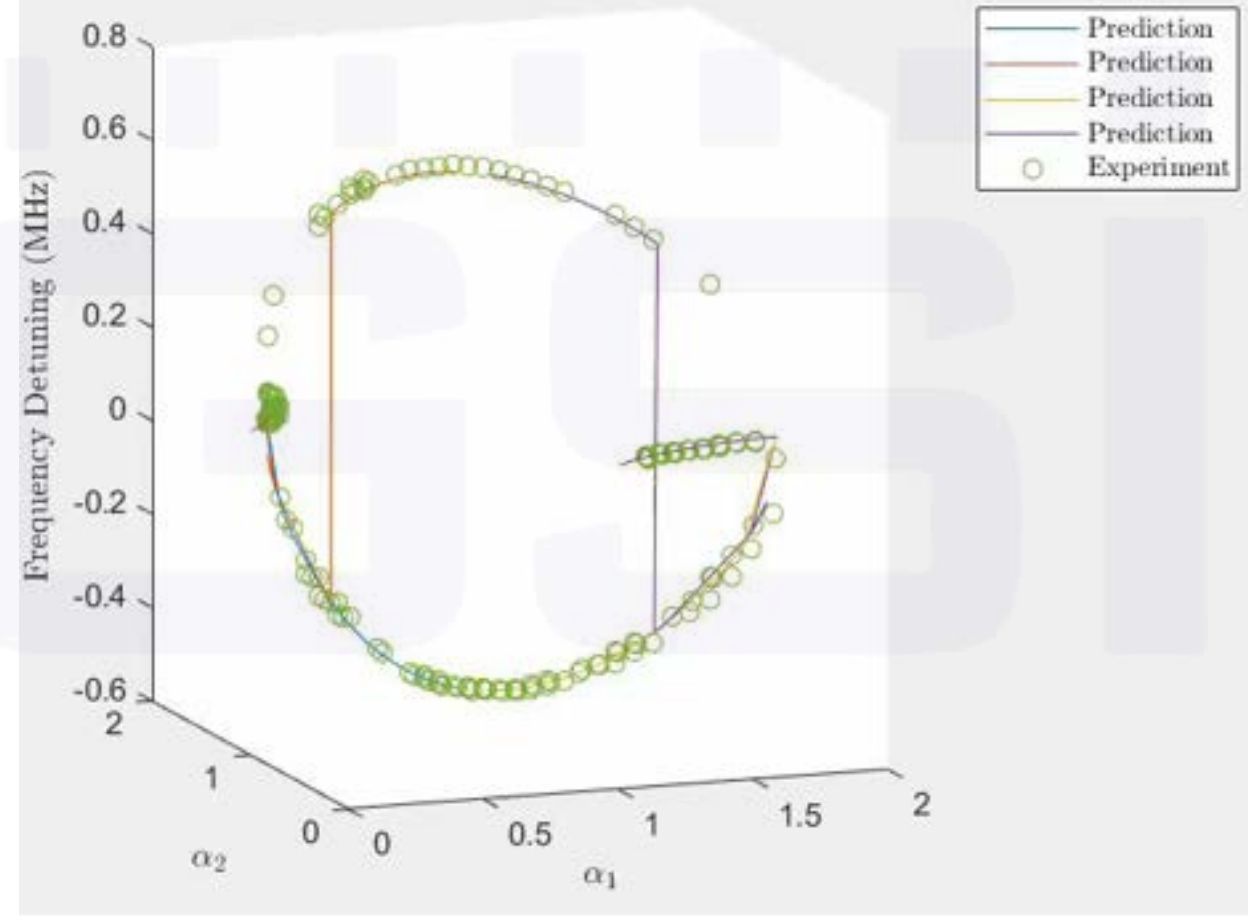 Prediction
Prediction
Prediction
Prediction
Experiment
Frequency Detuning (MHz)
0.8
0.6
0.4
0.2
0
-0.2
-0.4
-0.6
2
1
0
α₂
0
0.5
1
1.5
2
α₁
GSSI